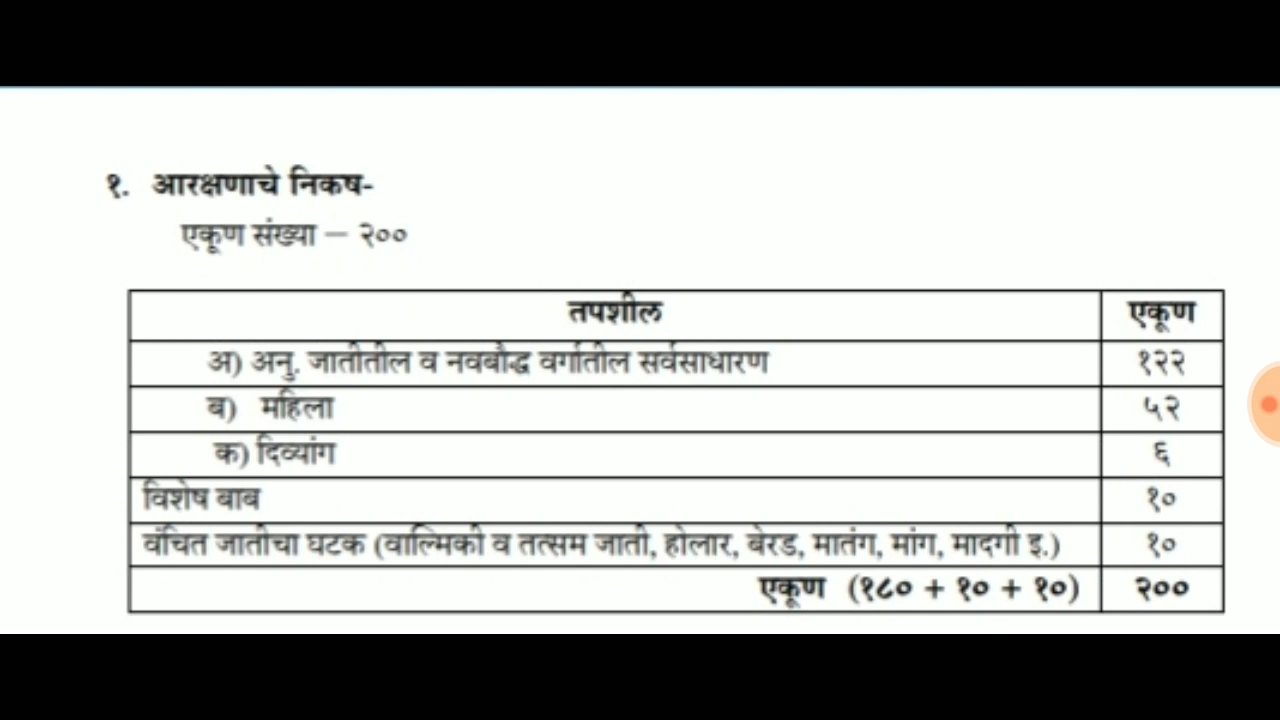 १. आरक्षणाचे निकष-
एकूण संख्या – २००
तपशील एकूण
अ) अनु. जातीतील व नवबौद्ध वर्गातील सर्वसाधारण १२२
ब) महिला ५२
क) दिव्यांग ६
विशेष बाब १०
वंचित जातीचा घटक (वाल्मिकी व तत्सम जाती, होलार, बेरड, मातंग, मांग, मादगी इ.) १०
एकूण (१८० + १० + १०) २००